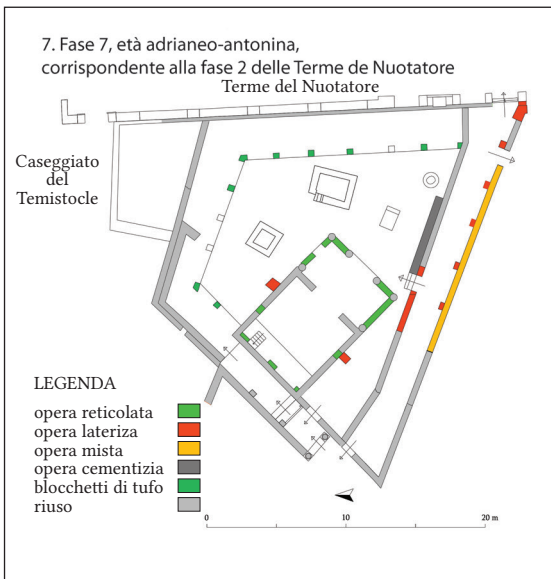 7. Fase 7, età adrianeo-antonina,
corrispondente alla fase 2 delle Terme de Nuotatore
Terme del Nuotatore
Caseggiato
del
Temistocle
LEGENDA
opera reticolata
opera lateriza
opera mista
opera cementizia
blocchetti di tufo
riuso
0 10 20 m